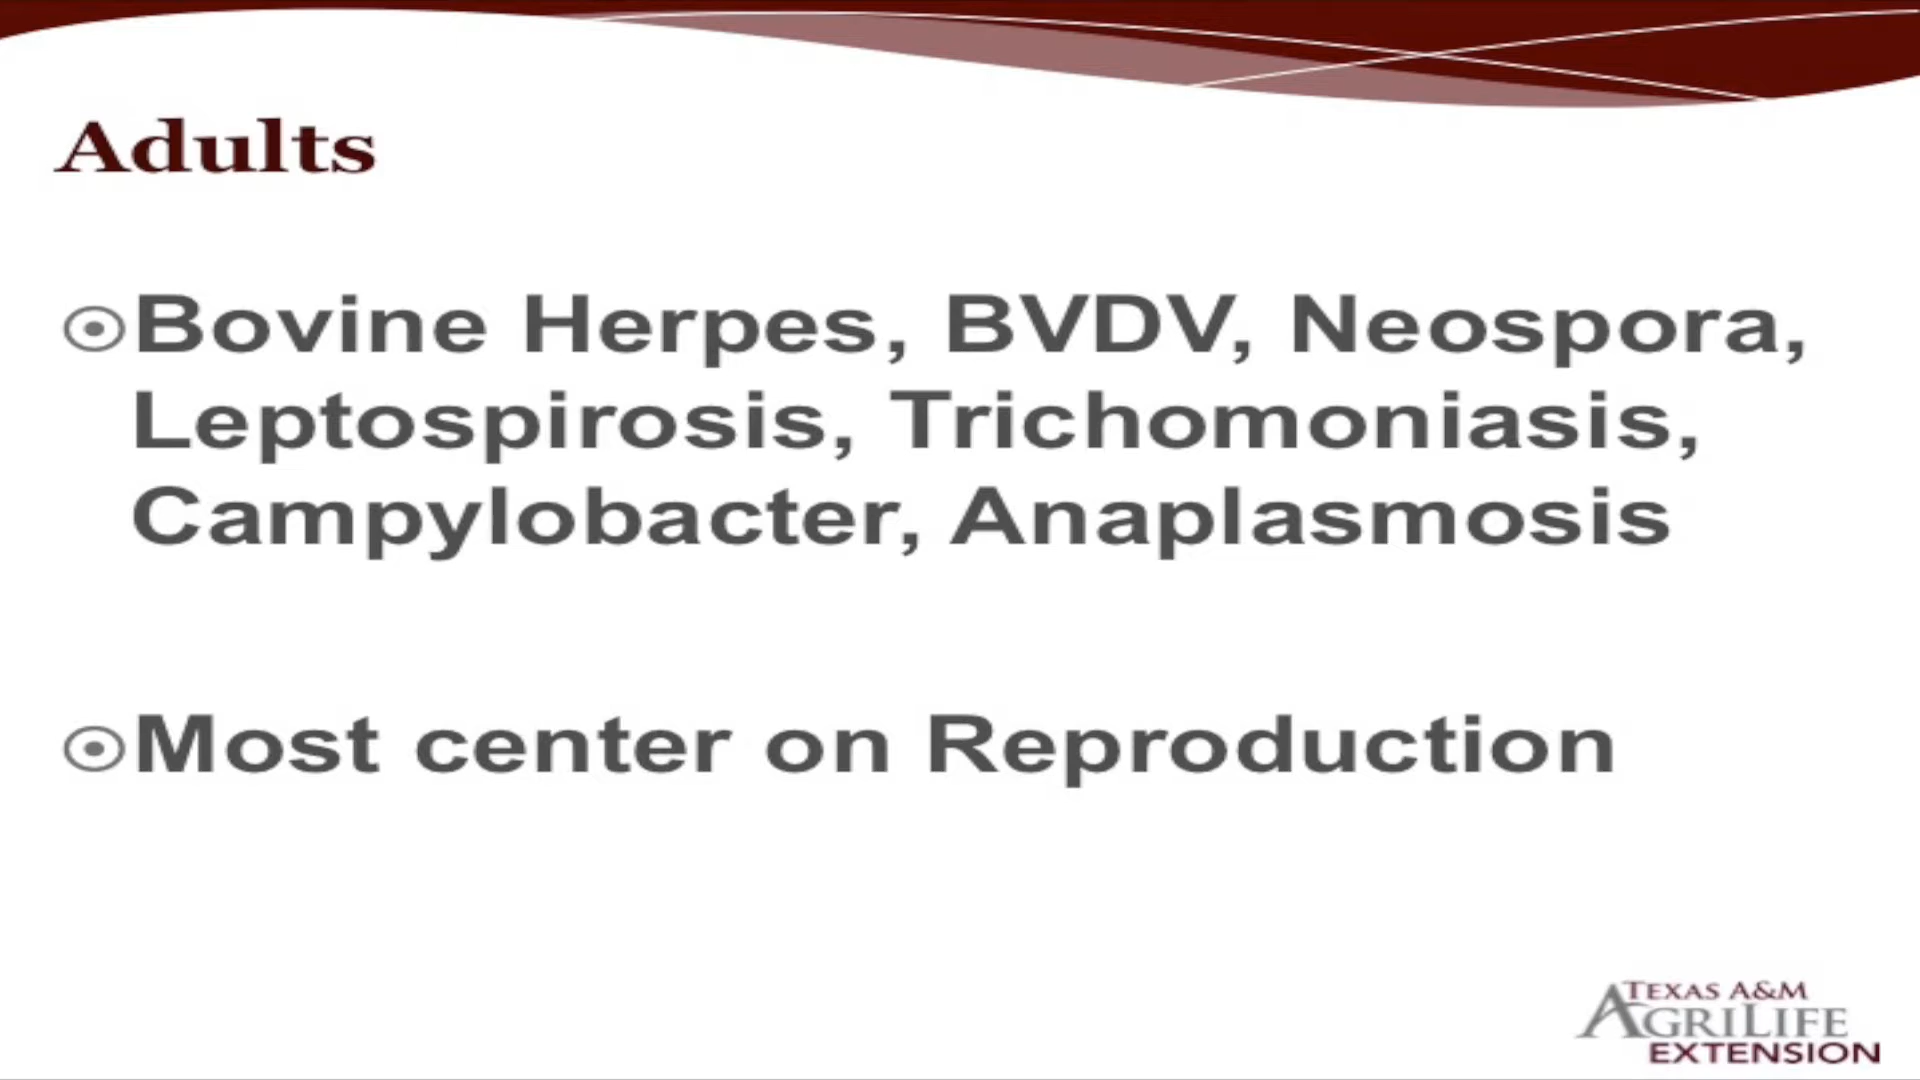 Adults
Bovine Herpes, BVDV, Neospora,
Leptospirosis, Trichomoniasis,
Campylobacter, Anaplasmosis
Most center on Reproduction
TEXAS A&M
AGRILIFE
EXTENSION